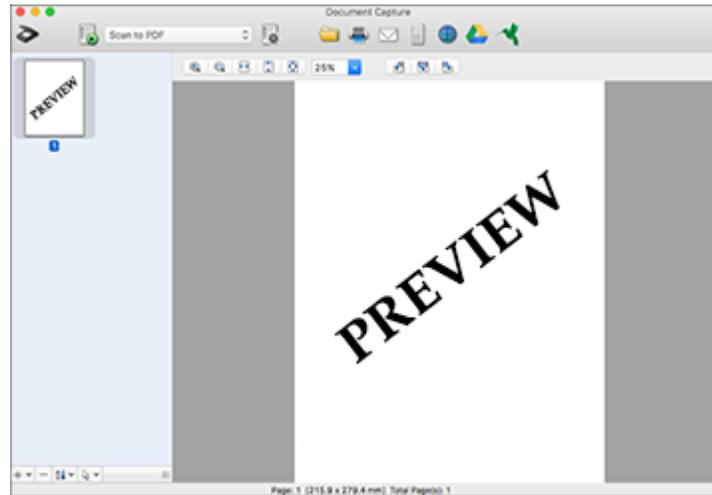 Document Capture
Scan to PDF
25%
PREVIEW
1
PREVIEW
Page: 1 [215.9 x 279.4 mm] Total Page(s): 1